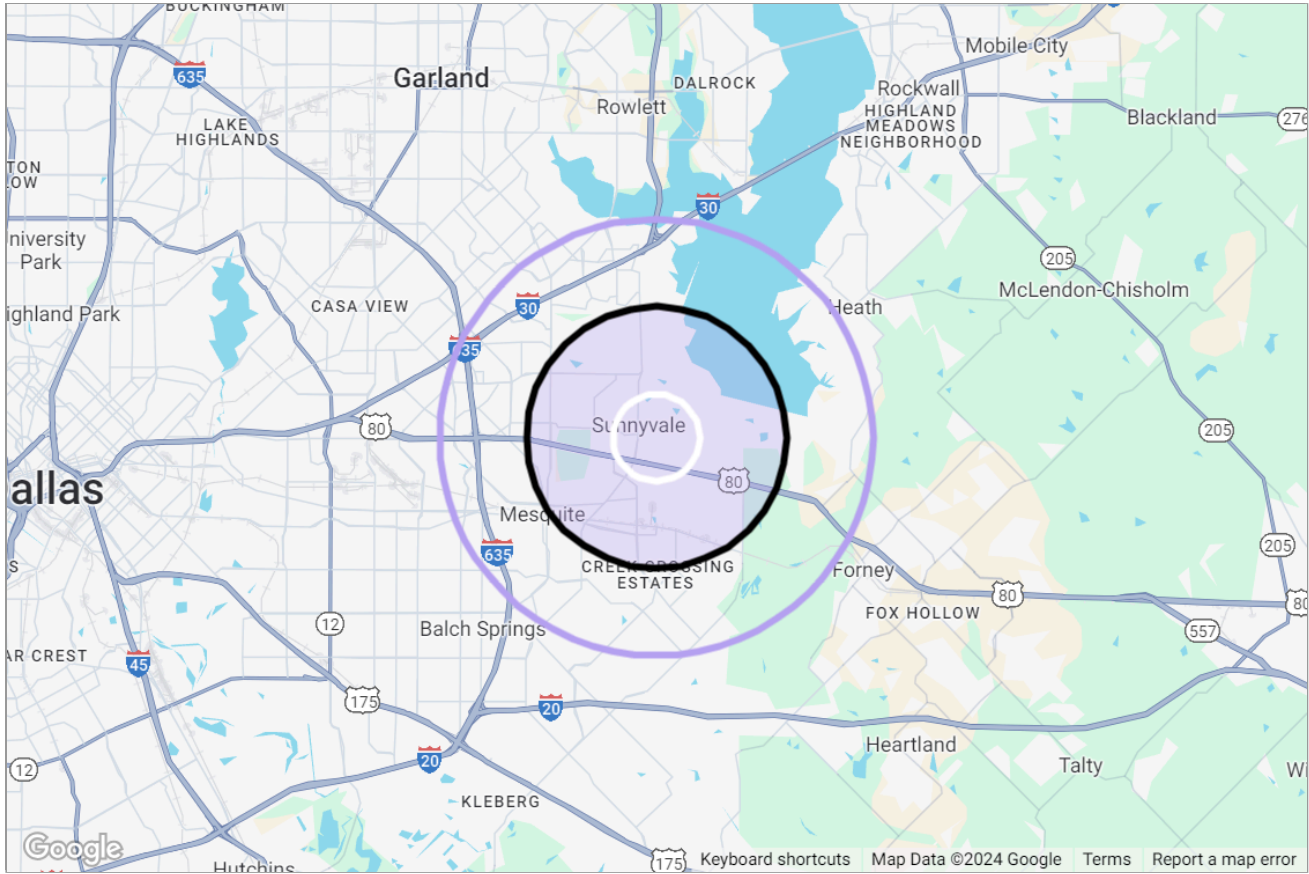 BUCKINGHAM
Mobile City
635
Garland
DALROCK
Rockwall
Rowlett
HIGHLAND
MEADOWS
NEIGHBORHOOD
Blackland
276
LAKE
HIGHLANDS
TON
OW
30
niversity
Park
205
McLendon-Chisholm
CASA VIEW
30
Heath
ighland Park
635
80
Sunnyvale
205
80
allas
Mesquite
635
CREEK CROSSING
ESTATES
205
S
Forney
80
80
FOX HOLLOW
12
Balch Springs
557
AR CREST
45
175
20
Heartland
20
Talty
12
Wi
KLEBERG
Google
Hutchins
175
Keyboard shortcuts
Map Data ©2024 Google
Terms
Report a map error